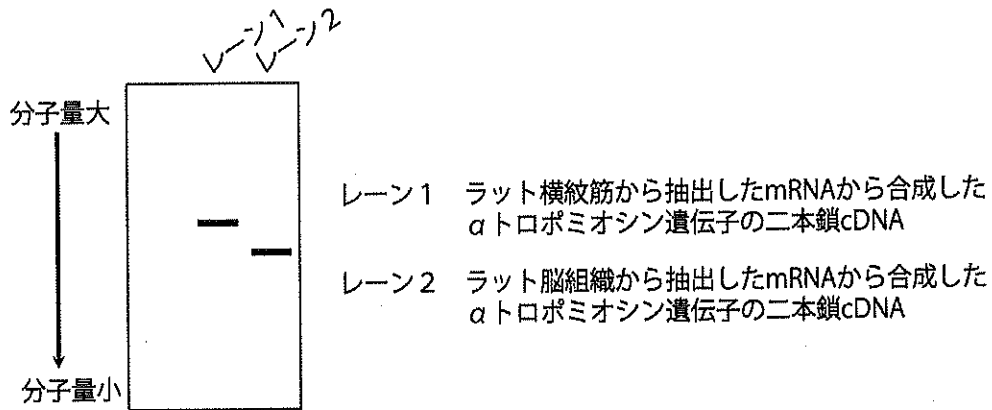 レーン1
レーン2
分子量大
分子量小
レーン1 ラット横紋筋から抽出したmRNAから合成した
αトロポミオシン遺伝子の二本鎖cDNA
レーン2 ラット脳組織から抽出したmRNAから合成した
αトロポミオシン遺伝子の二本鎖cDNA